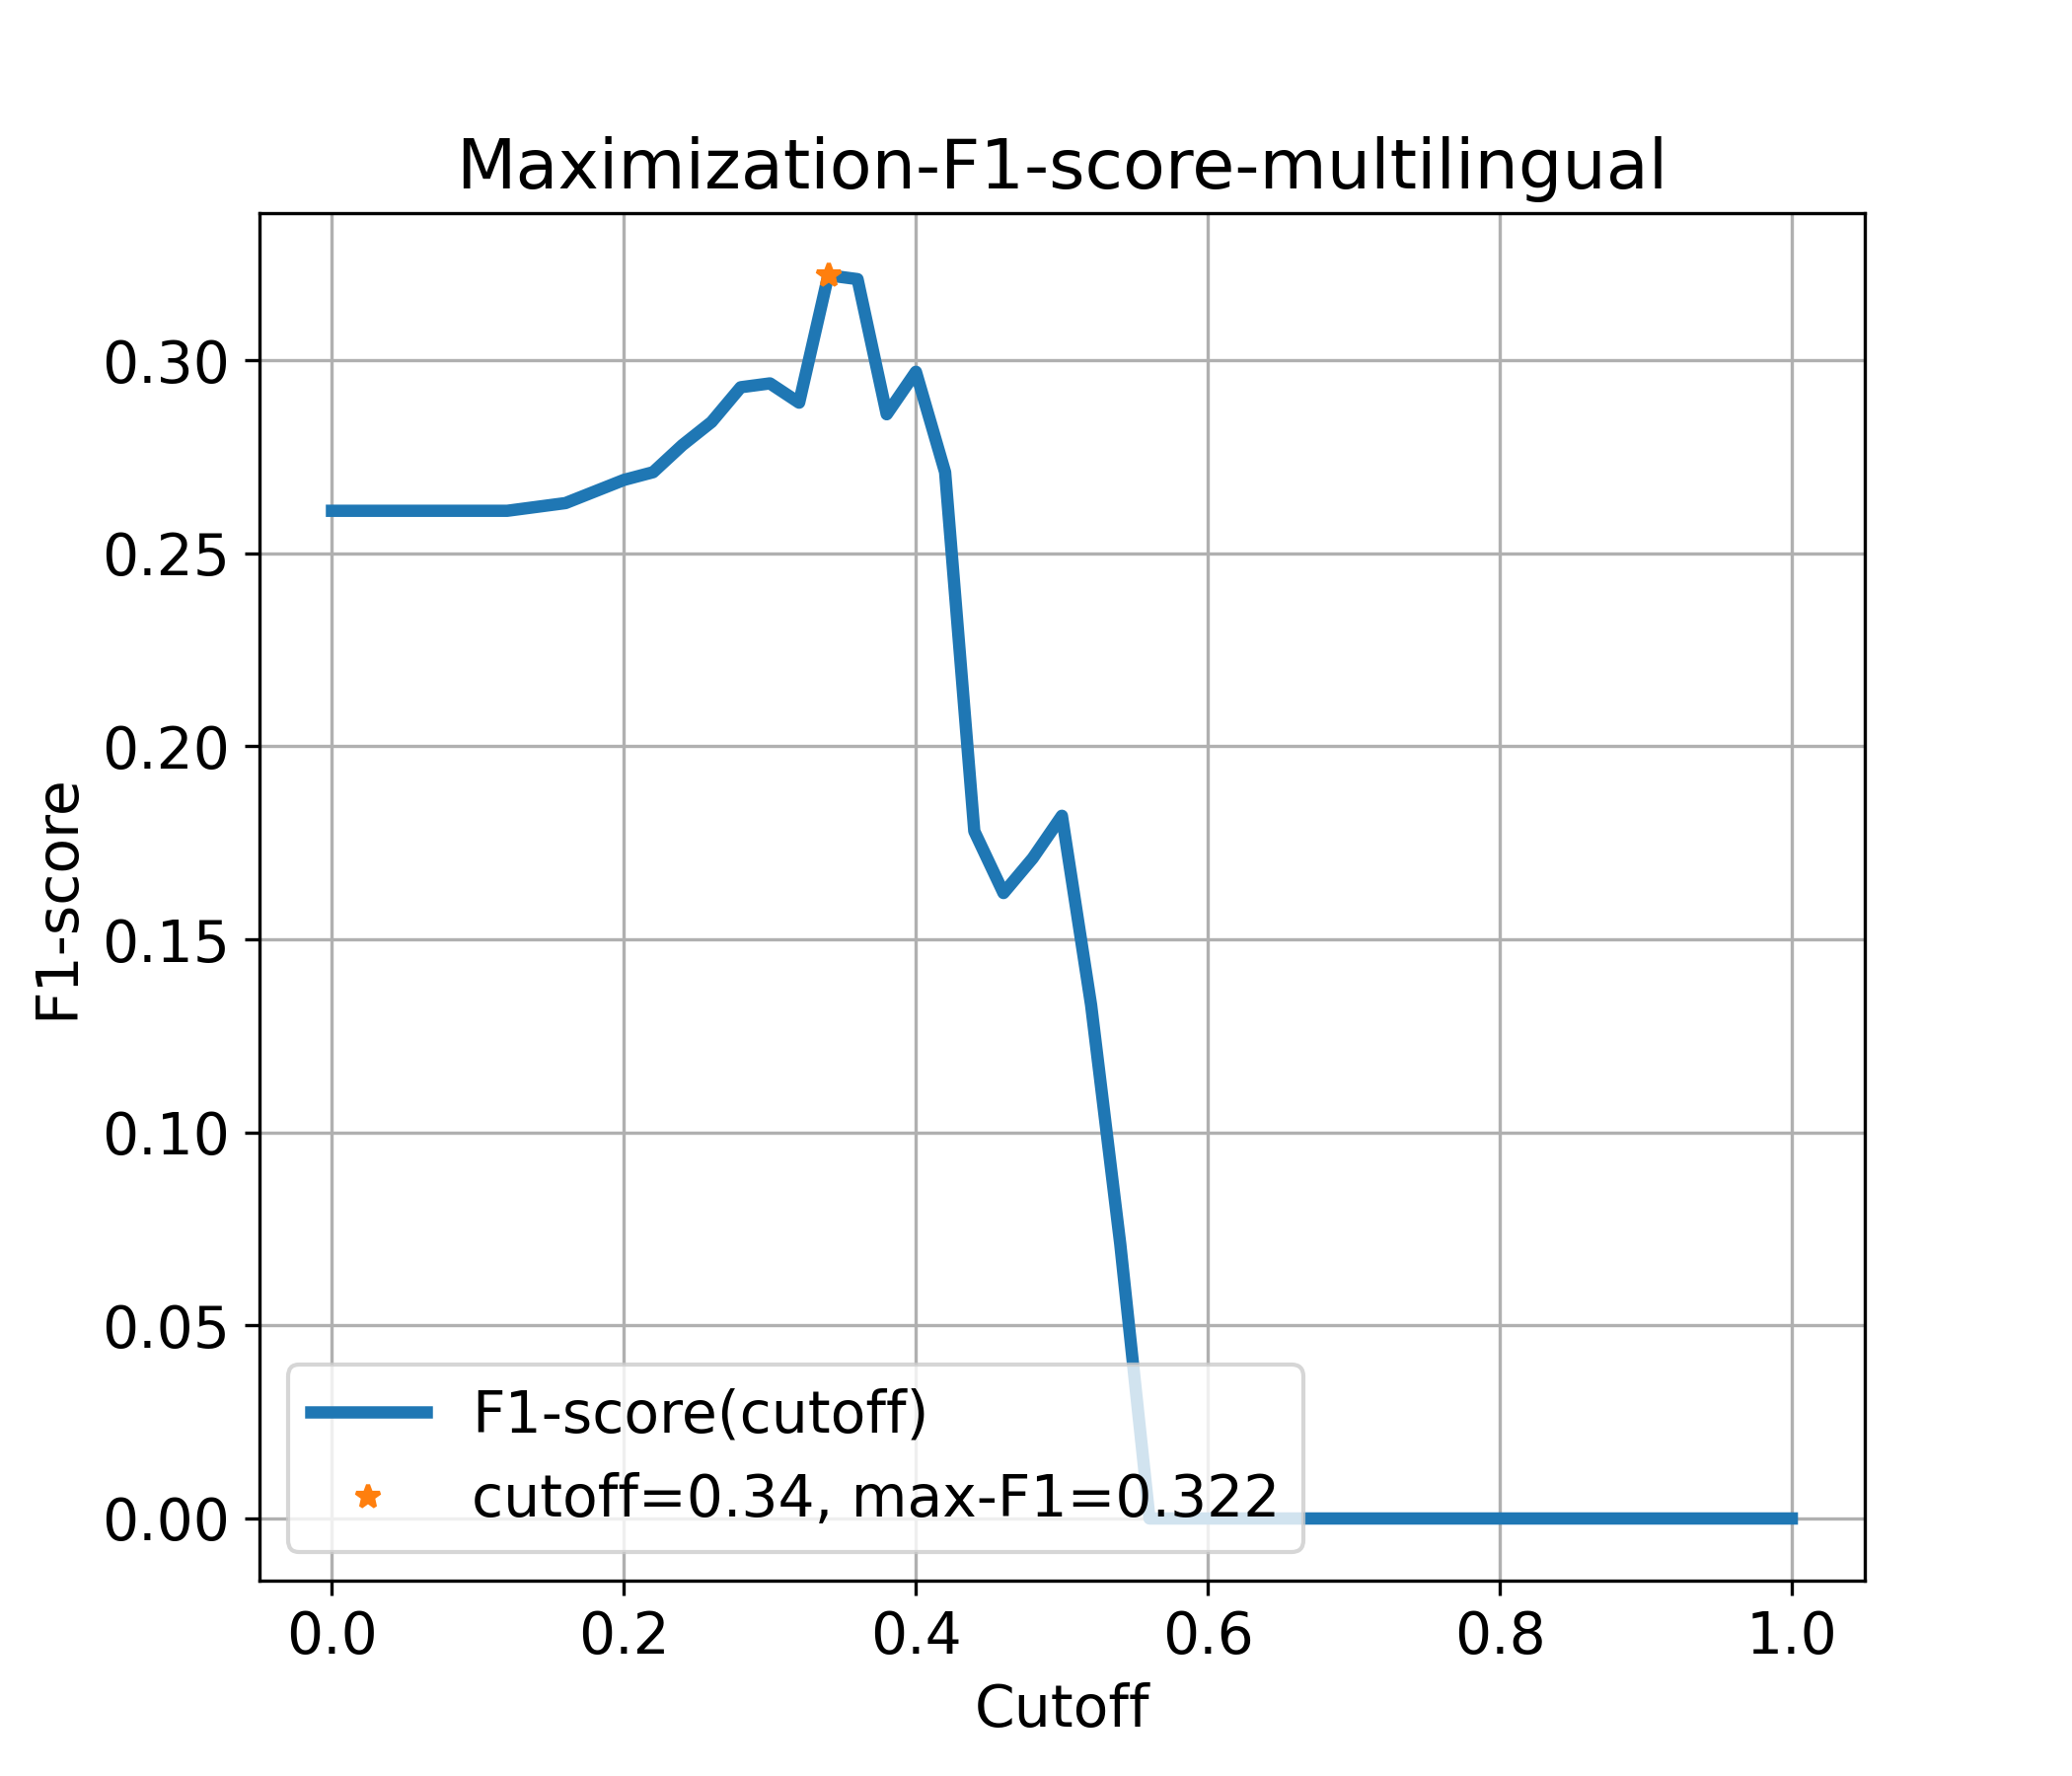 Maximization-F1-score-multilingual
F1-score
0.30
0.25
0.20
0.15
0.10
0.05
0.00
F1-score(cutoff)
cutoff=0.34, max-F1=0.322
0.0 0.2 0.4 0.6 0.8 1.0
Cutoff